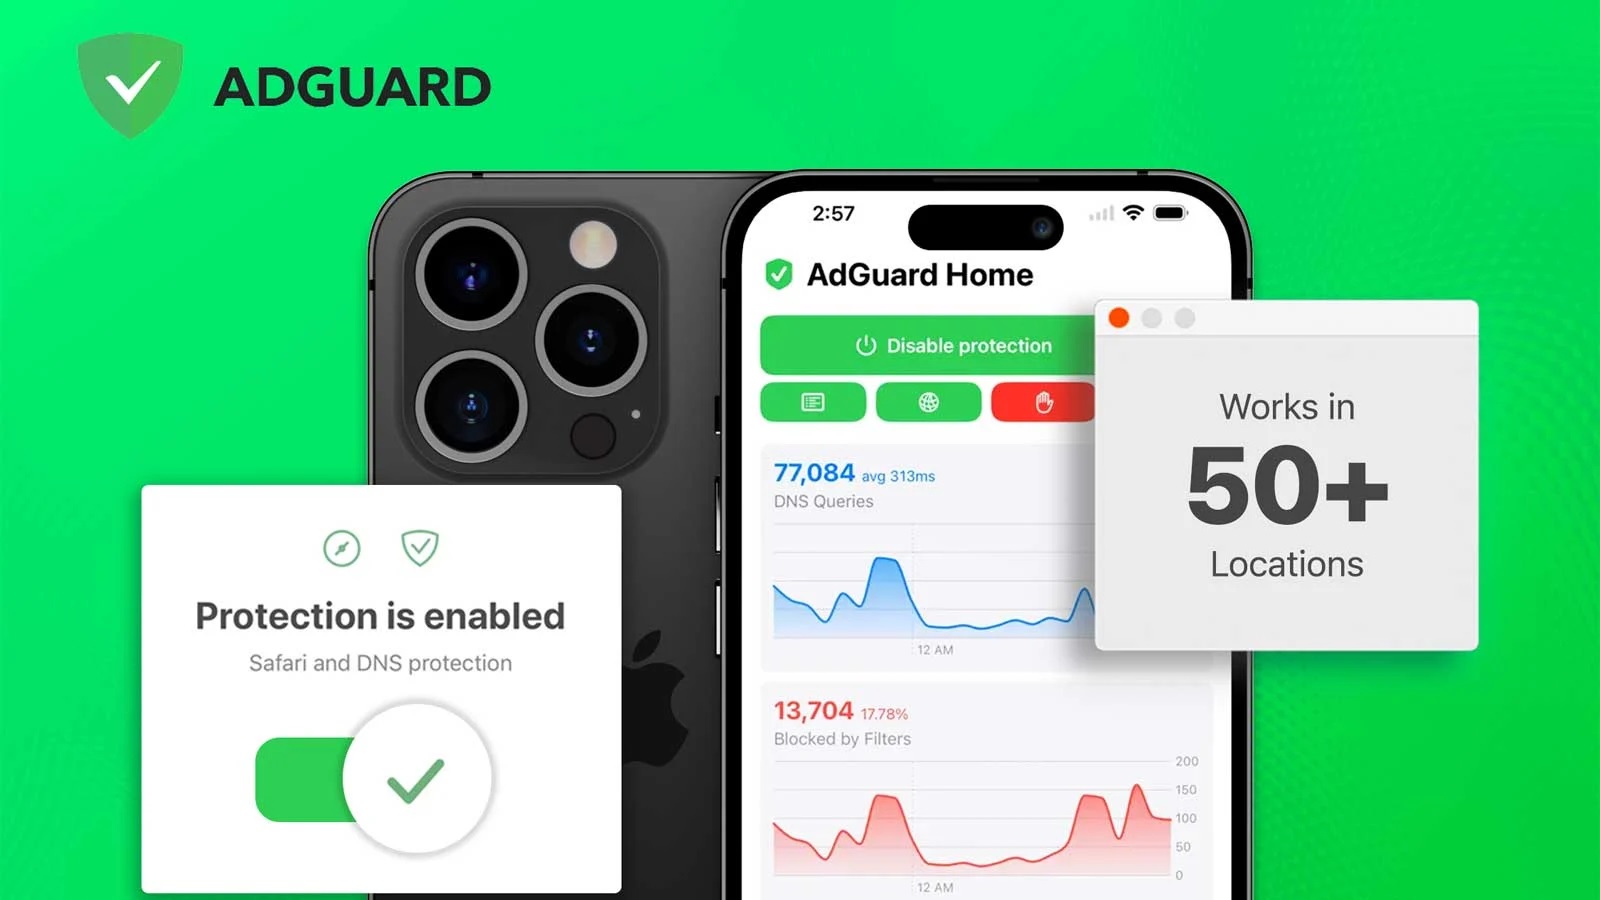 ADGUARD
2:57
AdGuard Home
Disable protection
77,084 avg 313ms
DNS Queries
12 AM
13,704 17.78%
Blocked by Filters
200
150
100
50
0
12 AM
Works in
50+
Locations
Protection is enabled
Safari and DNS protection